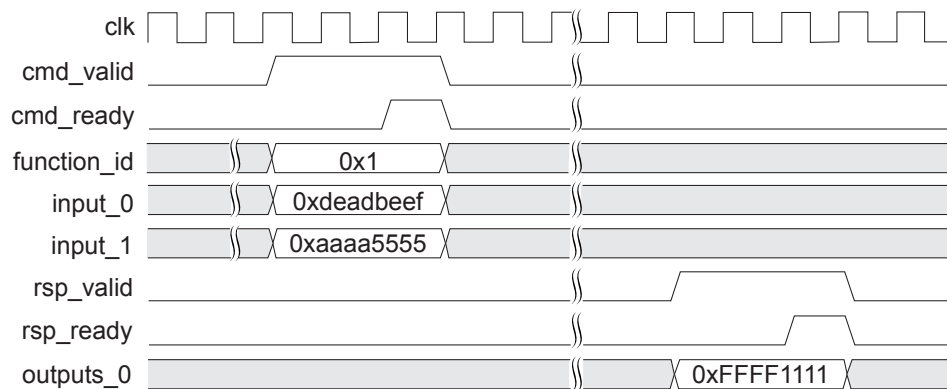 clk
cmd_valid
cmd_ready
function_id 0x1
input_0 0xdeadbeef
input_1 0xaaaa5555
rsp_valid
rsp_ready
outputs_0 0xFFFF1111